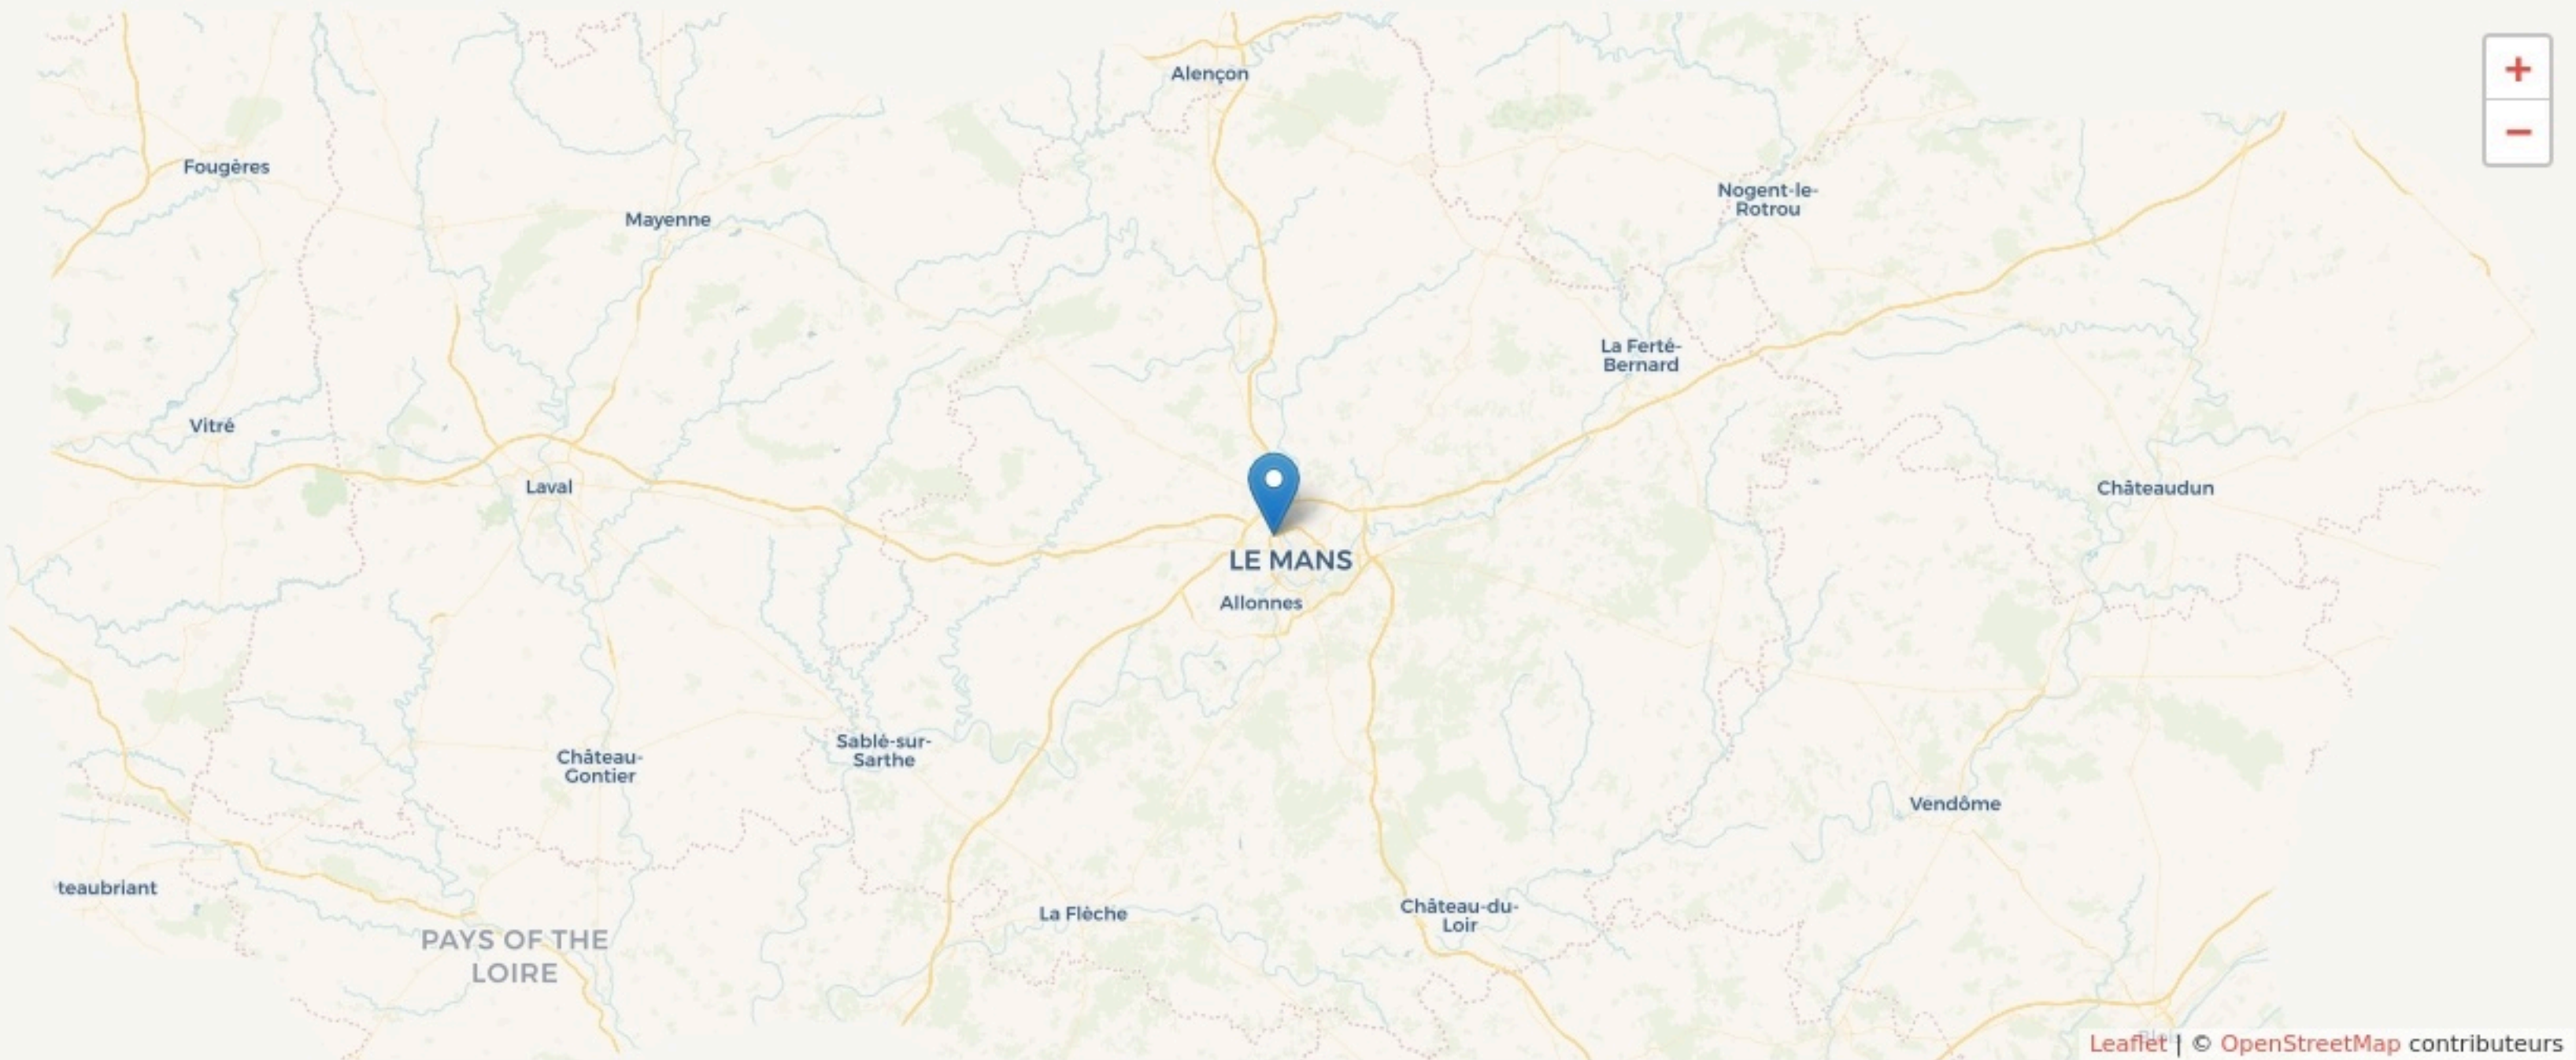 Alençon
Fougères
Nogent-le-
Rotrou
Mayenne
La Ferté-
Bernard
Vitré
Laval
Châteaudun
LE MANS
Allonnes
Sablé-sur-
Sarthe
Château-
Gontier
Vendôme
teaubriant
La Flèche
Château-du-
Loir
PAYS OF THE
LOIRE
+
−
Leaflet | © OpenStreetMap contributeurs